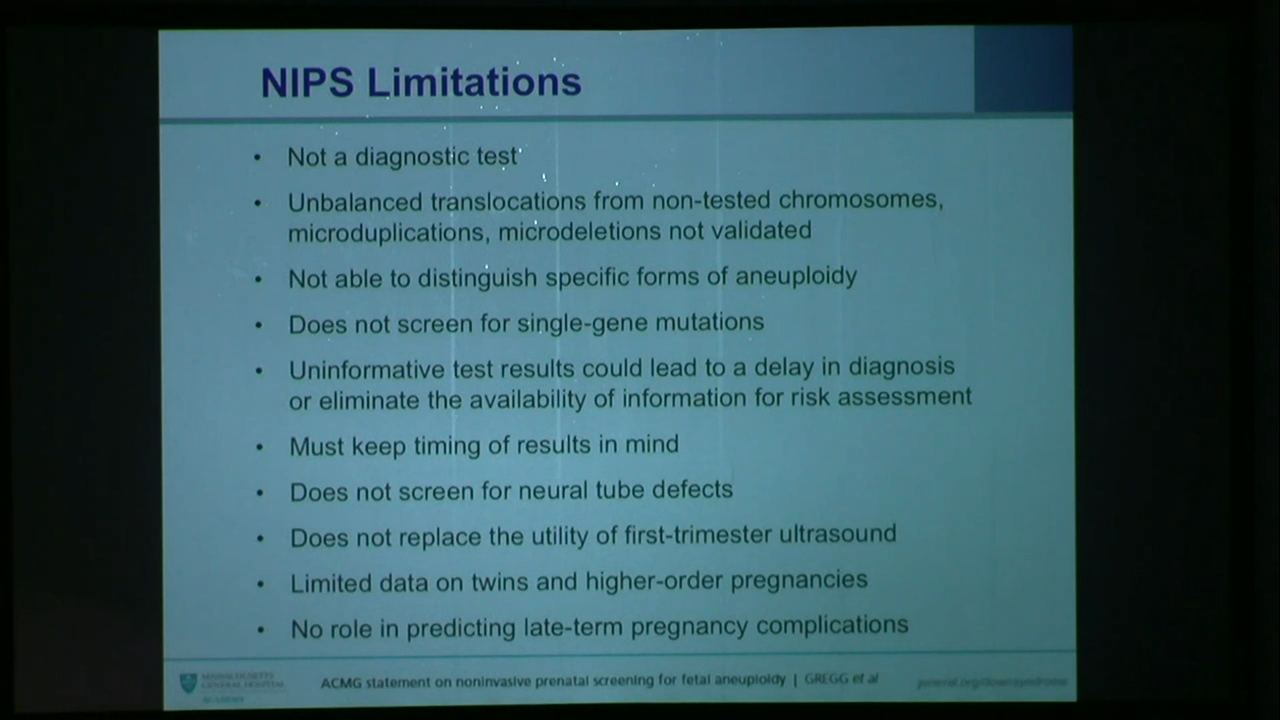 NIPS Limitations
• Not a diagnostic test
• Unbalanced translocations from non-tested chromosomes,
microduplications, microdeletions not validated
• Not able to distinguish specific forms of aneuploidy
• Does not screen for single-gene mutations
• Uninformative test results could lead to a delay in diagnosis
or eliminate the availability of information for risk assessment
• Must keep timing of results in mind
• Does not screen for neural tube defects
• Does not replace the utility of first-trimester ultrasound
• Limited data on twins and higher-order pregnancies
• No role in predicting late-term pregnancy complications
MASSACHUSETTS
GENERAL HOSPITAL
ACADEMY
ACMG statement on noninvasive prenatal screening for fetal aneuploidy | GREGG et al